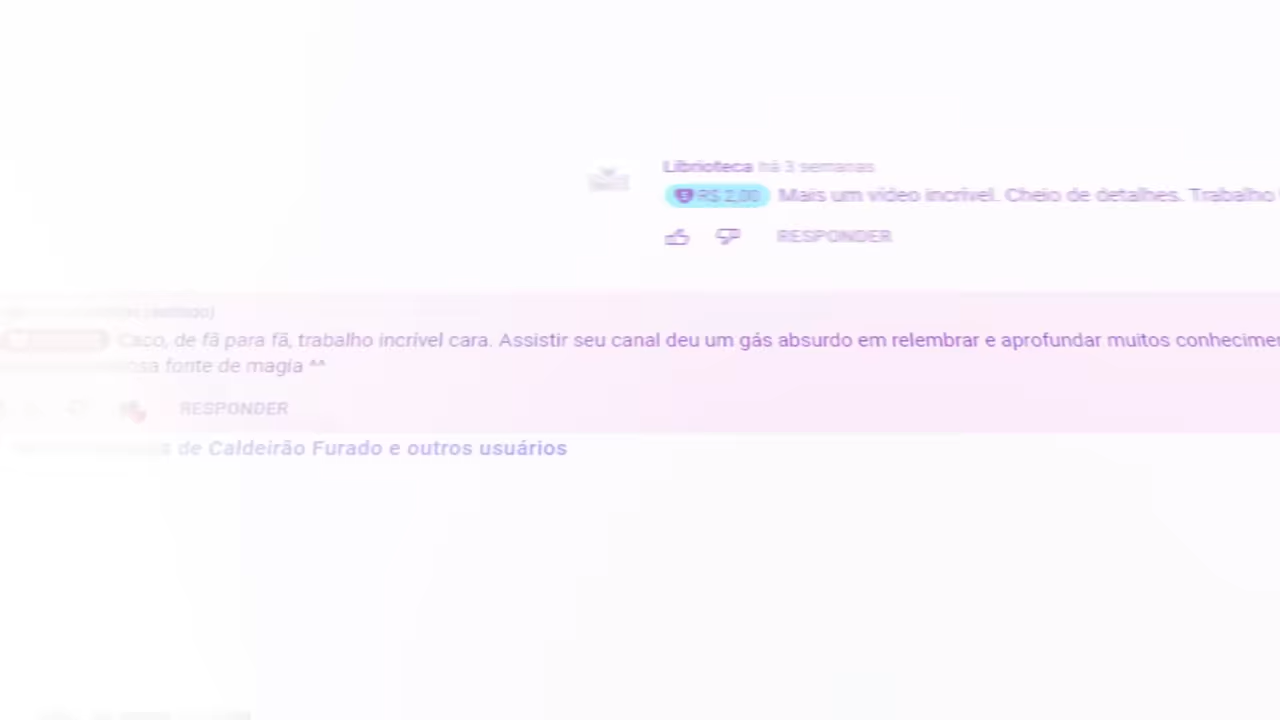 Librioteca há 3 semanas
R$ 2,00 Mais um vídeo incrível. Cheio de detalhes. Trabalho
Caco, de fã para fã, trabalho incrível cara. Assistir seu canal deu um gás absurdo em relembrar e aprofundar muitos conhecimen
fonte de magia ^^
RESPONDER
RESPONDER
de Caldeirão Furado e outros usuários